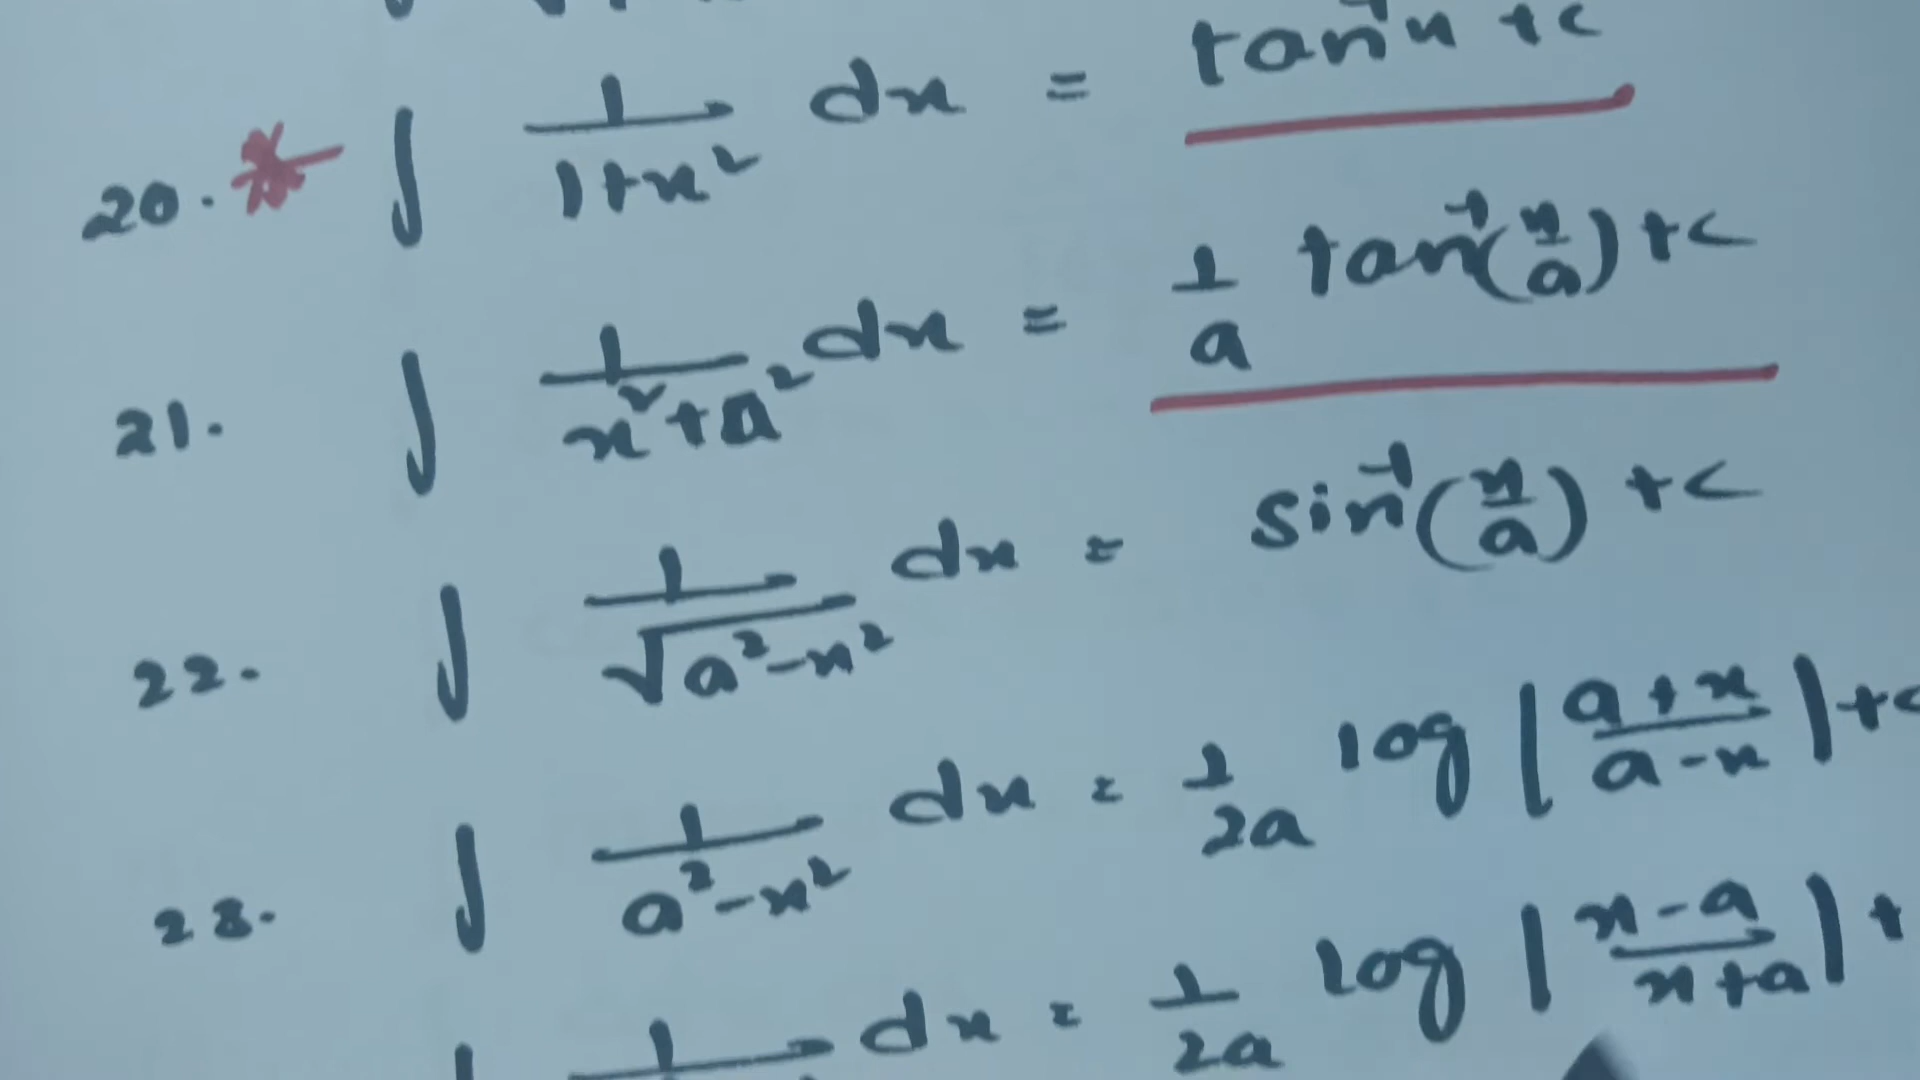 20. * ∫ 1/(1+x²) dx = tan⁻¹x +c
21. ∫ 1/(x²+a²) dx = 1/a tan⁻¹(x/a) +c
22. ∫ 1/√(a²-x²) dx = sin⁻¹(x/a) +c
23. ∫ 1/(a²-x²) dx = 1/2a log |(a+x)/(a-x)| +c
∫ 1/ dx = 1/2a log |(x-a)/(x+a)| +